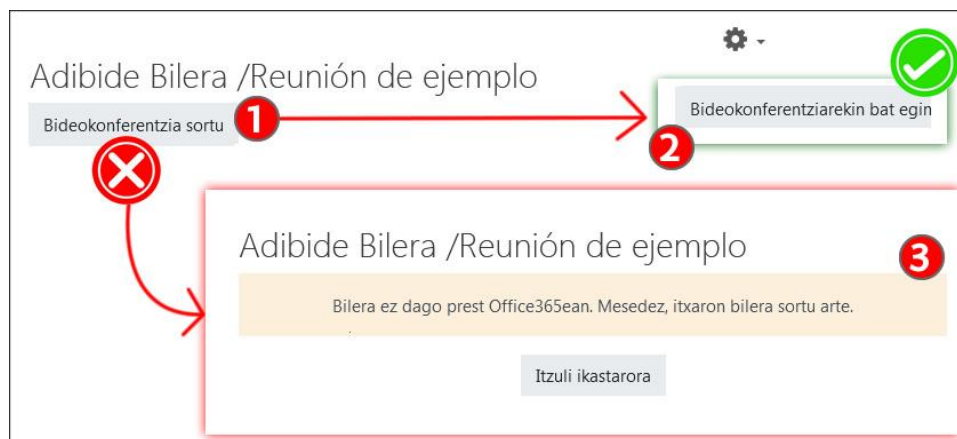 Adibide Bilera /Reunión de ejemplo
Bideokonferentzia sortu
1
Bideokonferentziarekin bat egin
2
Adibide Bilera /Reunión de ejemplo
3
Bilera ez dago prest Office365ean. Mesedez, itxaron bilera sortu arte.
Itzuli ikastarora